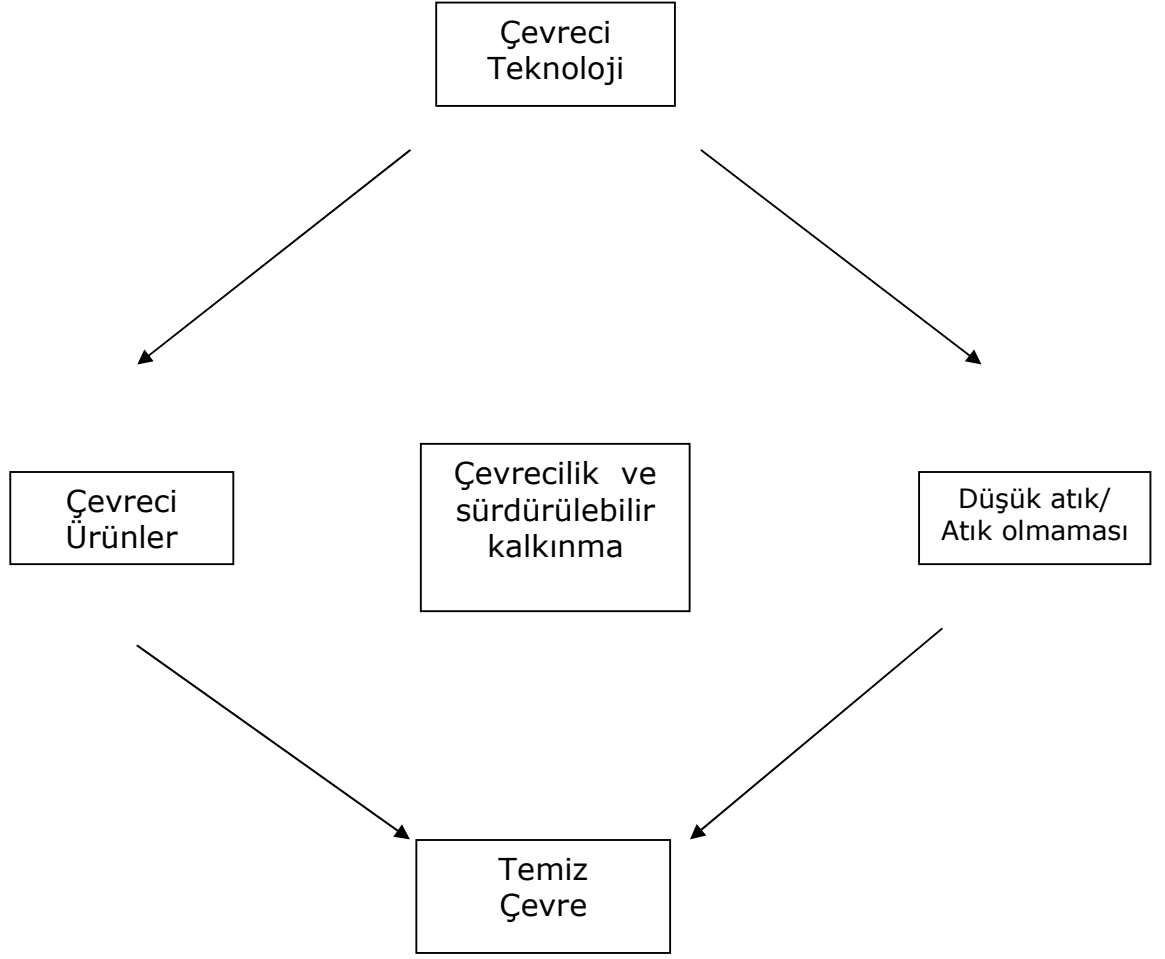 Çevreci
Teknoloji
Çevreci
Ürünler
Çevrecilik ve
sürdürülebilir
kalkınma
Düşük atık/
Atık olmaması
Temiz
Çevre